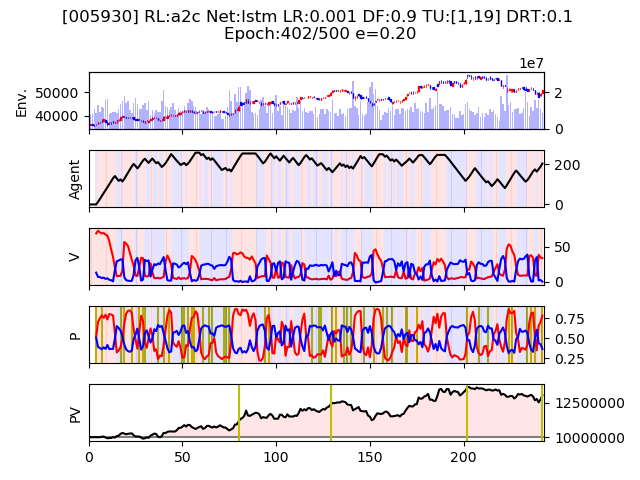 [005930] RL:a2c Net:lstm LR:0.001 DF:0.9 TU:[1,19] DRT:0.1
Epoch:402/500 e=0.20
1e7
Env.
50000
40000
2
0
Agent
200
0
V
50
0
P
0.75
0.50
0.25
PV
12500000
10000000
0 50 100 150 200